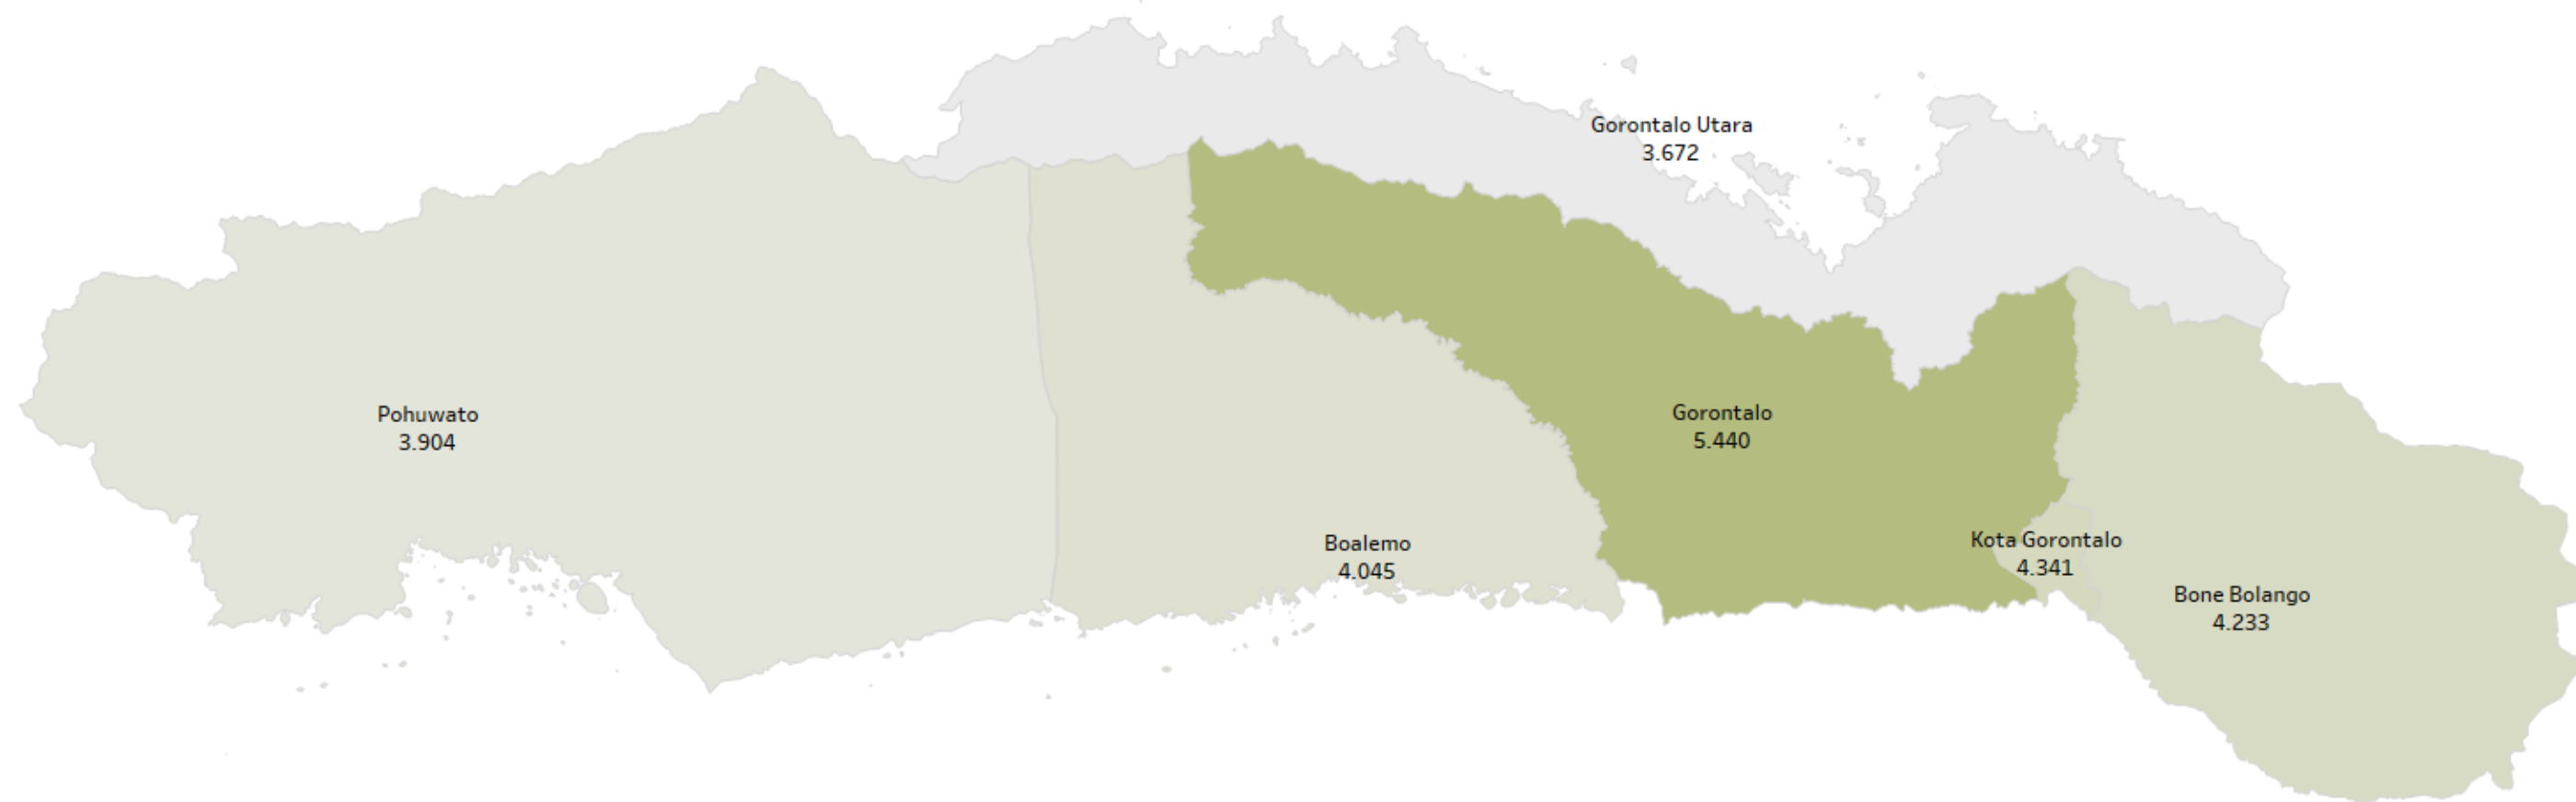 Gorontalo Utara
3.672
Pohuwato
3.904
Gorontalo
5.440
Boalemo
4.045
Kota Gorontalo
4.341
Bone Bolango
4.233